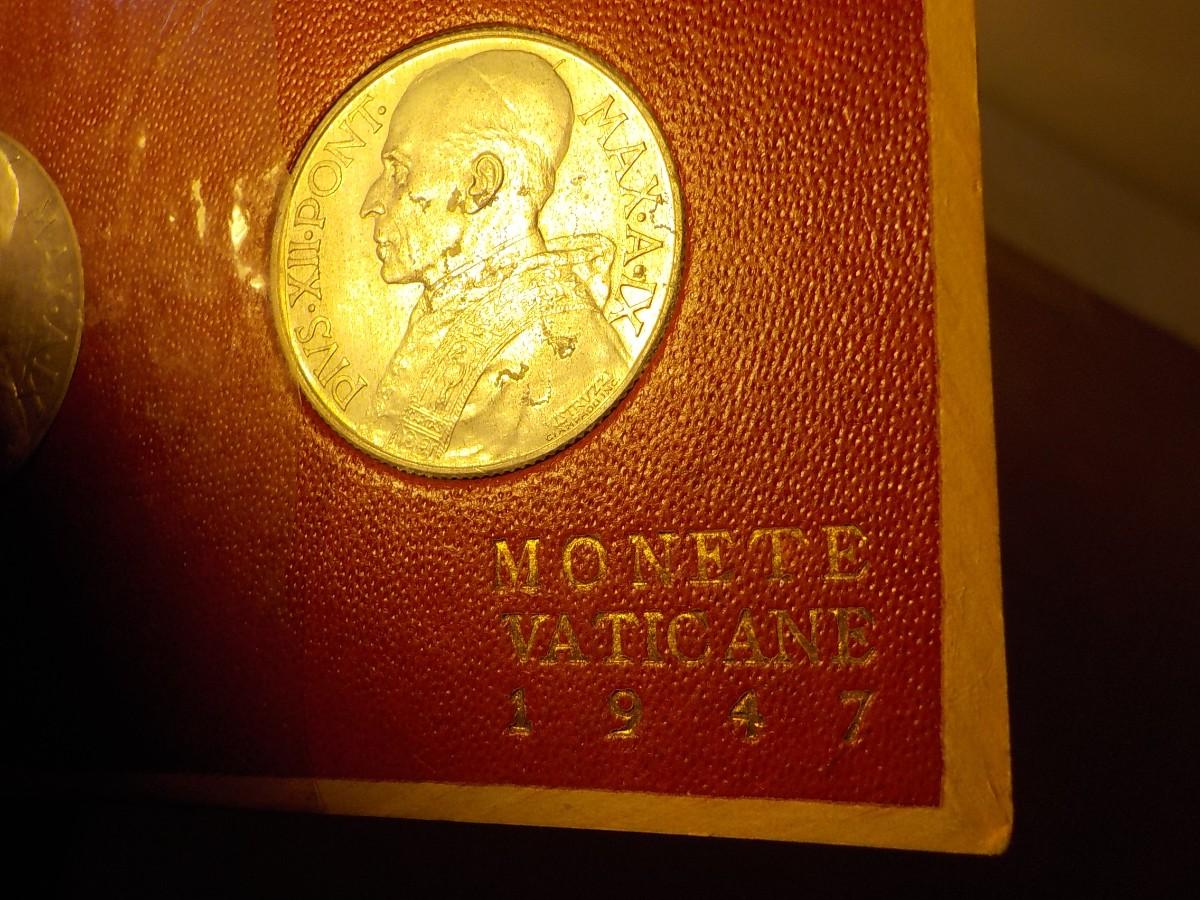 PIVS·XII·PONT· MAX·A·IX
MONETE
VATICANE
1947